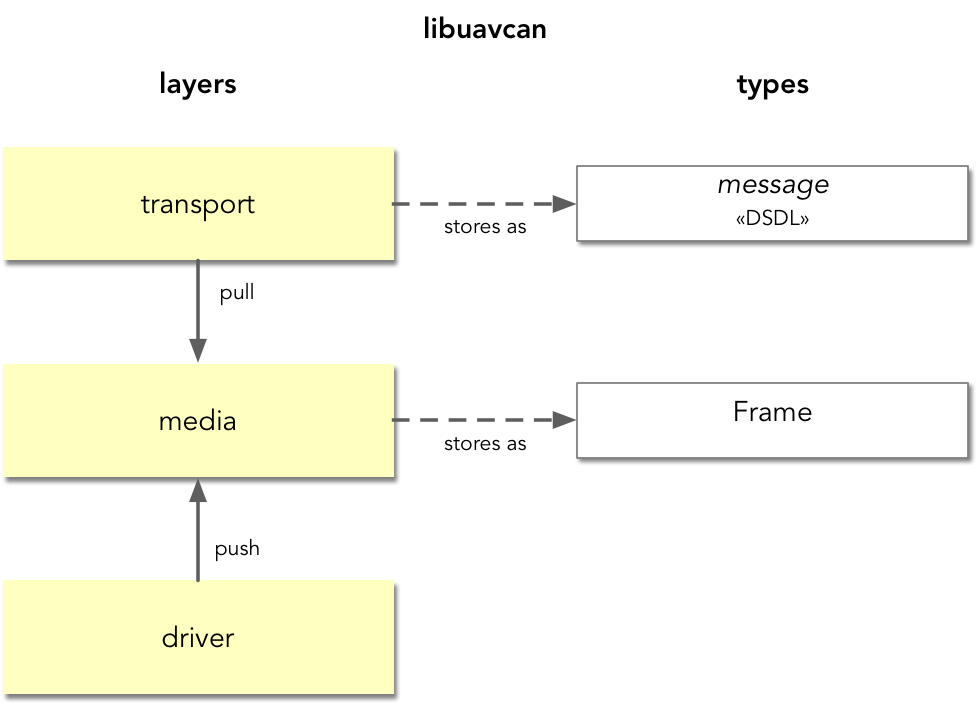 libuavcan
layers
types
transport
stores as
message
«DSDL»
pull
media
stores as
Frame
push
driver